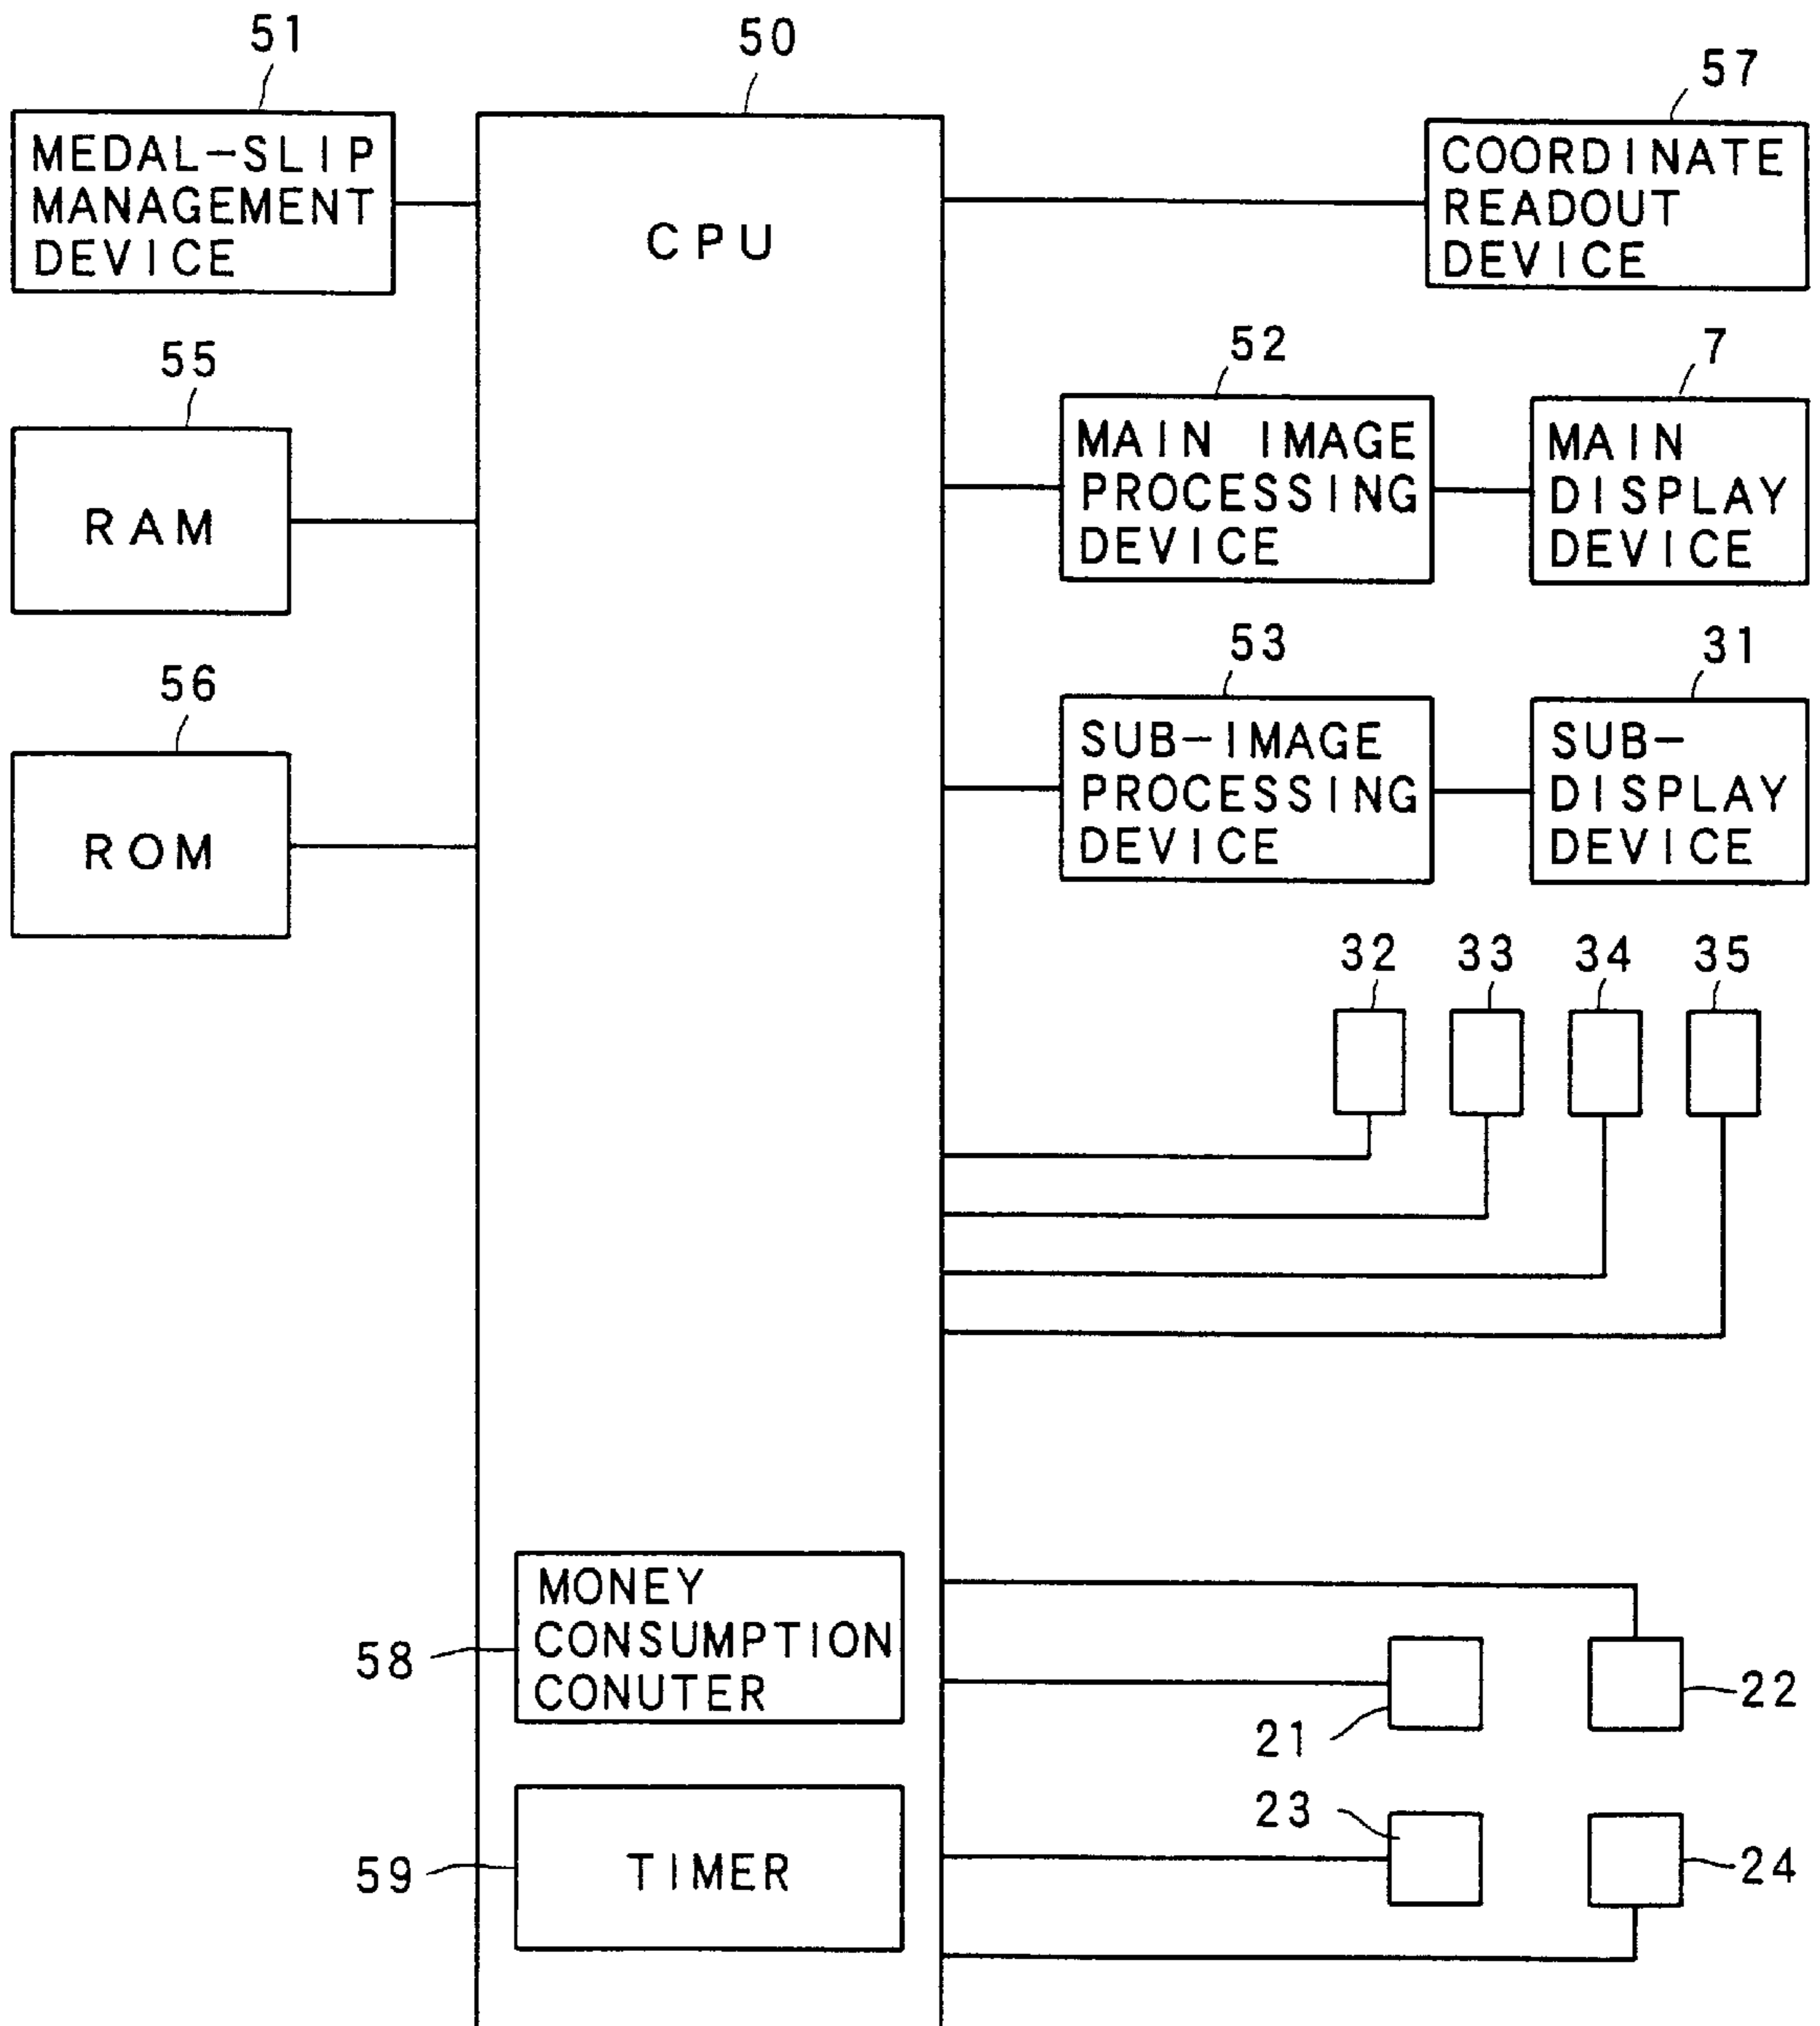 51
50
57
MEDAL-SLIP
MANAGEMENT
DEVICE
CPU
COORDINATE
READOUT
DEVICE
55
52
7
RAM
MAIN IMAGE
PROCESSING
DEVICE
MAIN
DISPLAY
DEVICE
56
53
31
ROM
SUB-IMAGE
PROCESSING
DEVICE
SUB-
DISPLAY
DEVICE
32
33
34
35
58
MONEY
CONSUMPTION
CONUTER
21
22
59
TIMER
23
24